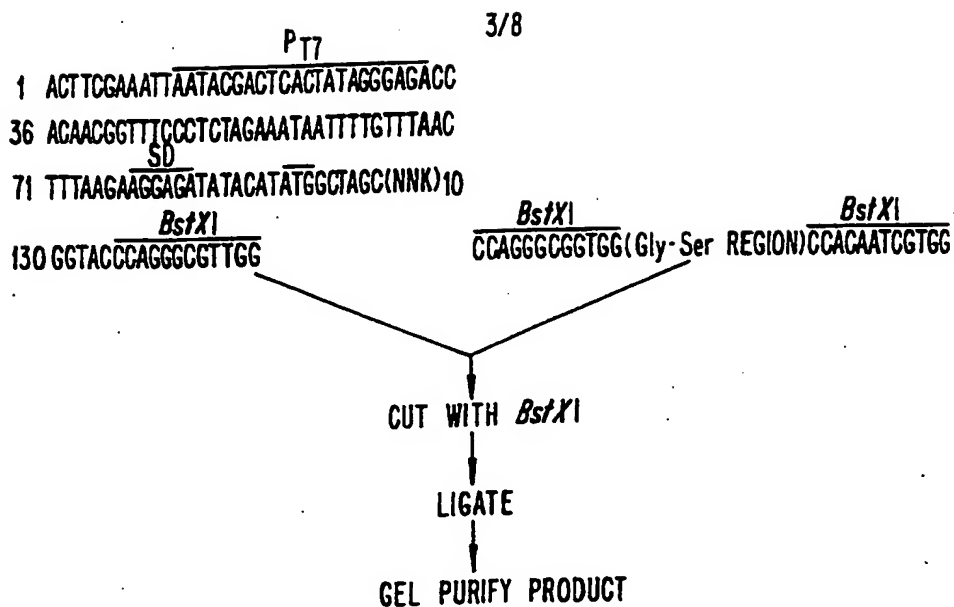 3/8
PT7
1 ACTTCGAAATTAATACGACTCACTATAGGGAGACC
36 ACAACGGTTTCCCTCTAGAAATAATTTTGTTTAAC
SD
71 TTTAAGAAGGAGATATACATATGGCTAGC(NNK)10
BstXI BstXI BstXI
130 GGTACCCAGGGCGTTGG CCAGGGCGGTGG(Gly-Ser REGION)CCACAATCGTGG
CUT WITH BstXI
LIGATE
GEL PURIFY PRODUCT